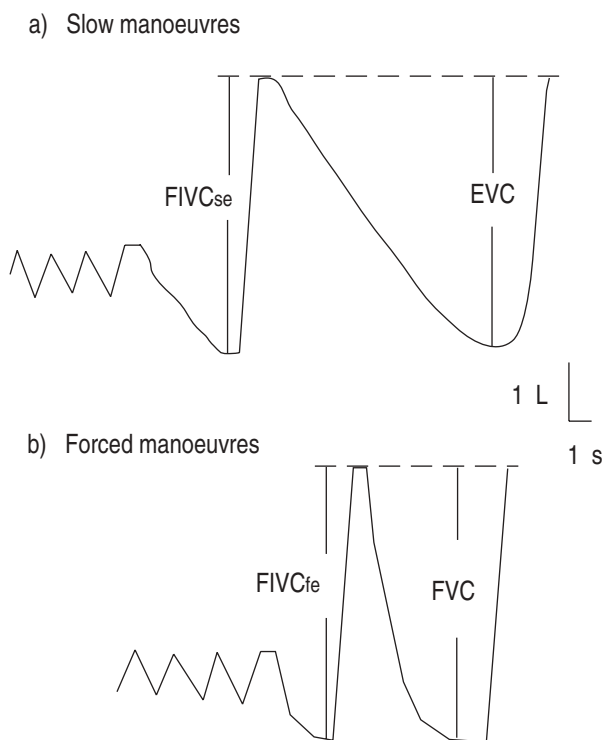 a) Slow manoeuvres
FIVCse
EVC
1 L
1 s
b) Forced manoeuvres
FIVCfe
FVC